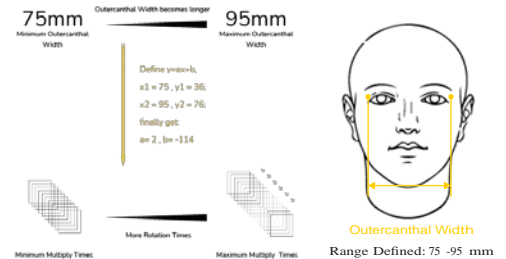 Outercanthal Width becomes longer
75mm
95mm
Minimum Outercanthal
Width
Maximum Outercanthal
Width
Define y=ax+b,
x1 = 75 , y1 = 36;
x2 = 95 , y2 = 76;
finally get:
a= 2 , b= -114
More Rotation Times
Minimum Multiply Times
Maximum Multiply Times
Outercanthal Width
Range Defined: 75 -95 mm